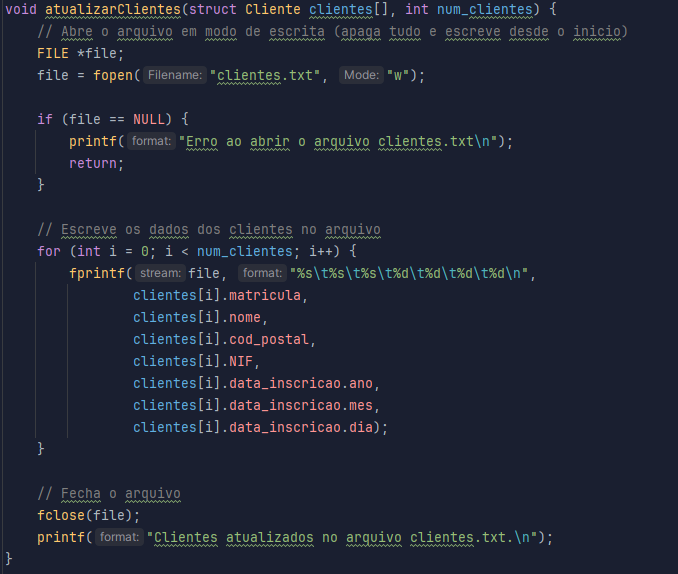 void atualizarClientes(struct Cliente clientes[], int num_clientes) {
    // Abre o arquivo em modo de escrita (apaga tudo e escreve desde o inicio)
    FILE *file;
    file = fopen( Filename: "clientes.txt", Mode: "w");

    if (file == NULL) {
        printf( format: "Erro ao abrir o arquivo clientes.txt\n");
        return;
    }

    // Escreve os dados dos clientes no arquivo
    for (int i = 0; i < num_clientes; i++) {
        fprintf( stream: file, format: "%s\t%s\t%s\t%d\t%d\t%d\t%d\n",
                clientes[i].matricula,
                clientes[i].nome,
                clientes[i].cod_postal,
                clientes[i].NIF,
                clientes[i].data_inscricao.ano,
                clientes[i].data_inscricao.mes,
                clientes[i].data_inscricao.dia);
    }

    // Fecha o arquivo
    fclose(file);
    printf( format: "Clientes atualizados no arquivo clientes.txt.\n");
}